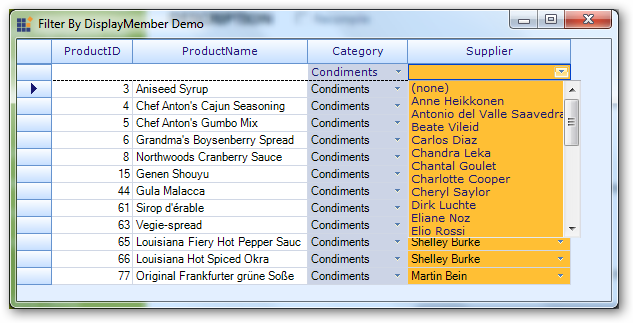 Filter By DisplayMember Demo
ProductID ProductName Category Supplier
Condiments
3 Aniseed Syrup Condiments (none)
4 Chef Anton's Cajun Seasoning Condiments Anne Heikkonen
5 Chef Anton's Gumbo Mix Condiments Antonio del Valle Saavedra
6 Grandma's Boysenberry Spread Condiments Beate Vileid
8 Northwoods Cranberry Sauce Condiments Carlos Diaz
15 Genen Shouyu Condiments Chandra Leka
44 Gula Malacca Condiments Chantal Goulet
61 Sirop d'érable Condiments Charlotte Cooper
63 Vegie-spread Condiments Cheryl Saylor
Dirk Luchte
Eliane Noz
Elio Rossi
65 Louisiana Fiery Hot Pepper Sauc Condiments Shelley Burke
66 Louisiana Hot Spiced Okra Condiments Shelley Burke
77 Original Frankfurter grüne Soße Condiments Martin Bein